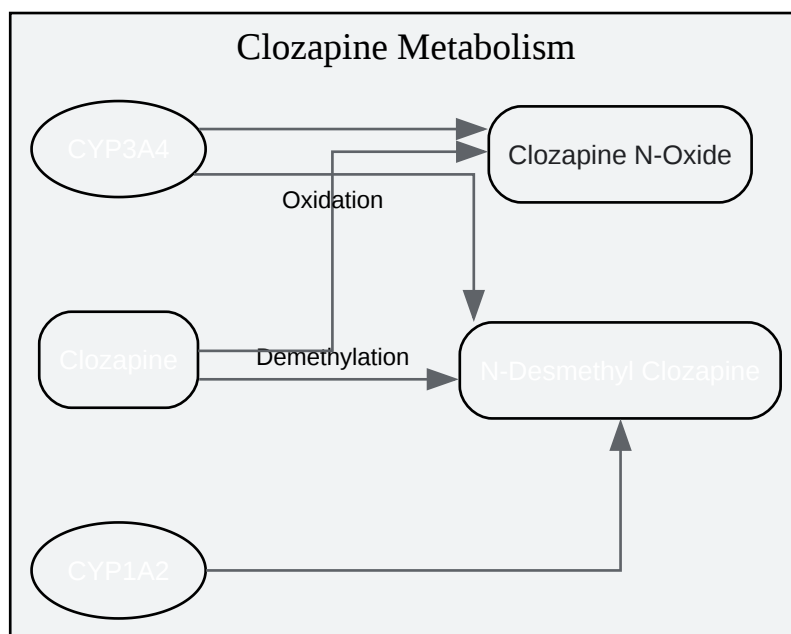 Clozapine Metabolism
CYP3A4
Clozapine N-Oxide
Oxidation
Clozapine
Demethylation
N-Desmethyl Clozapine
CYP1A2